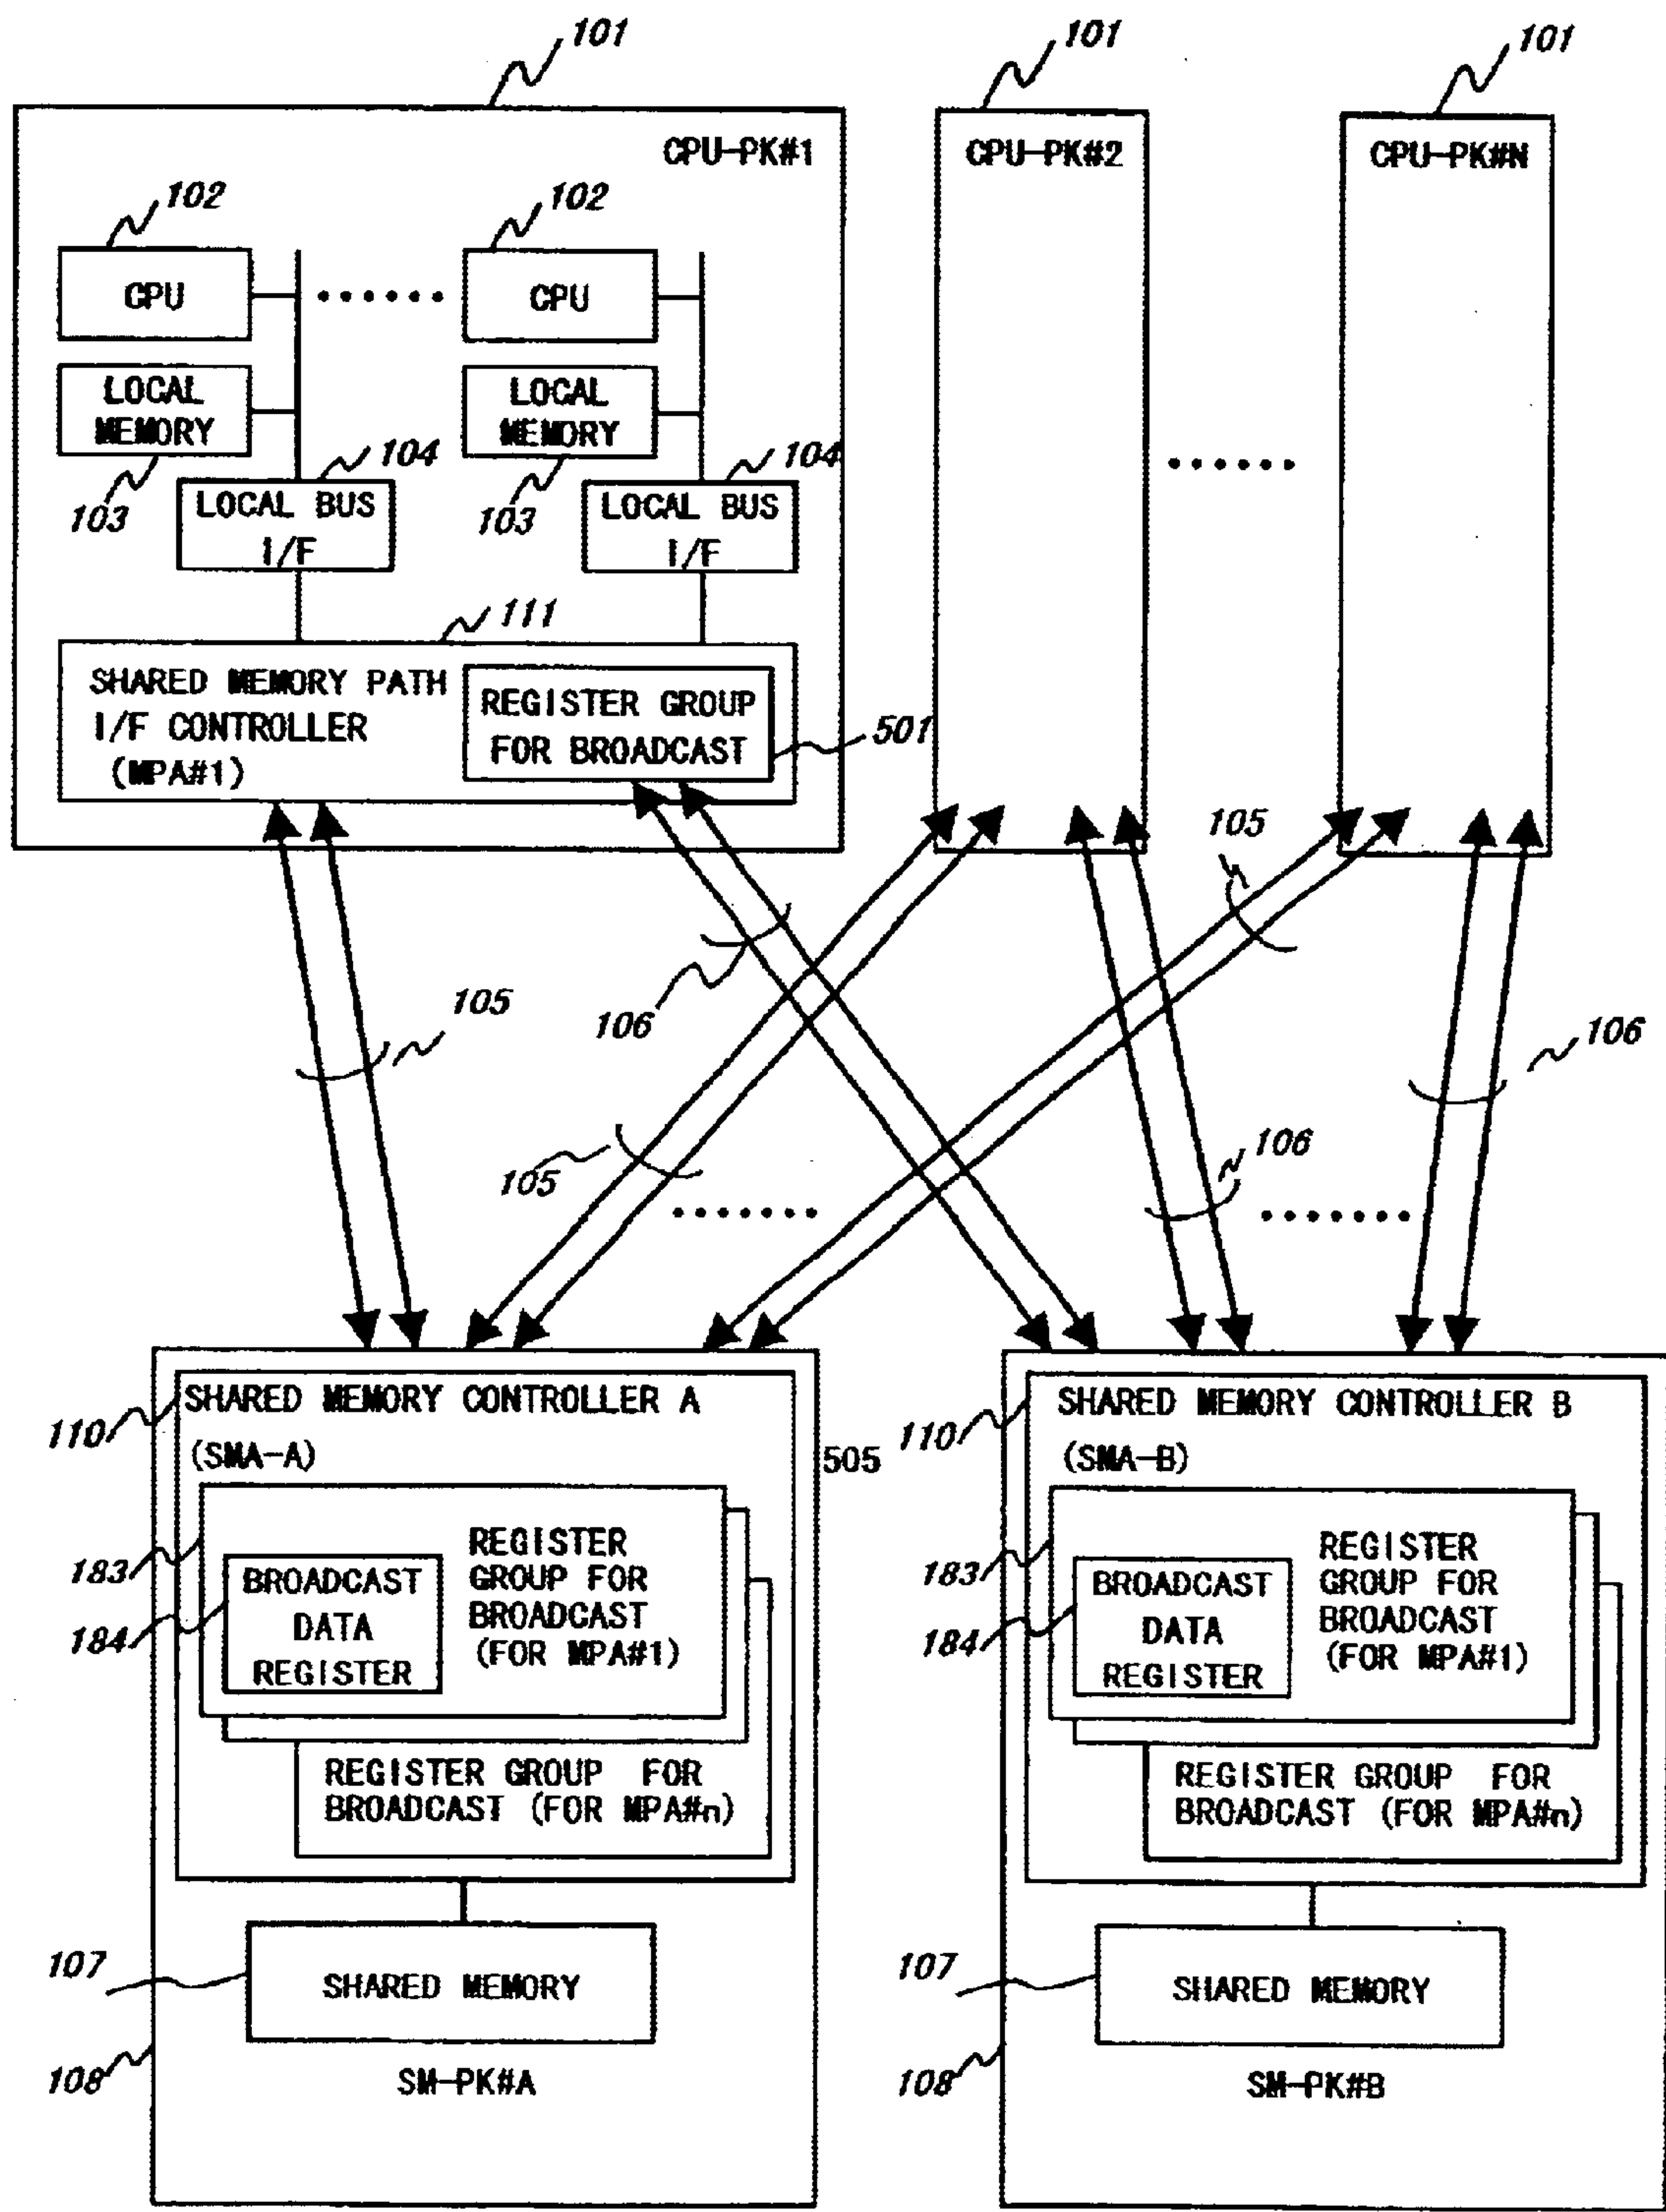 101
101
101
CPU-PK#1
CPU-PK#2
CPU-PK#N
102
102
CPU
CPU
LOCAL
MEMORY
LOCAL
MEMORY
104
104
103
103
LOCAL BUS
I/F
LOCAL BUS
I/F
111
SHARED MEMORY PATH
I/F CONTROLLER
(MPA#1)
REGISTER GROUP
FOR BROADCAST
501
105
105
106
106
105
106
110
SHARED MEMORY CONTROLLER A
(SMA-A)
505
183
REGISTER
GROUP FOR
BROADCAST
(FOR MPA#1)
184
BROADCAST
DATA
REGISTER
REGISTER GROUP FOR
BROADCAST (FOR MPA#n)
107
SHARED MEMORY
108
SM-PK#A
110
SHARED MEMORY CONTROLLER B
(SMA-B)
183
REGISTER
GROUP FOR
BROADCAST
(FOR MPA#1)
184
BROADCAST
DATA
REGISTER
REGISTER GROUP FOR
BROADCAST (FOR MPA#n)
107
SHARED MEMORY
108
SM-PK#B